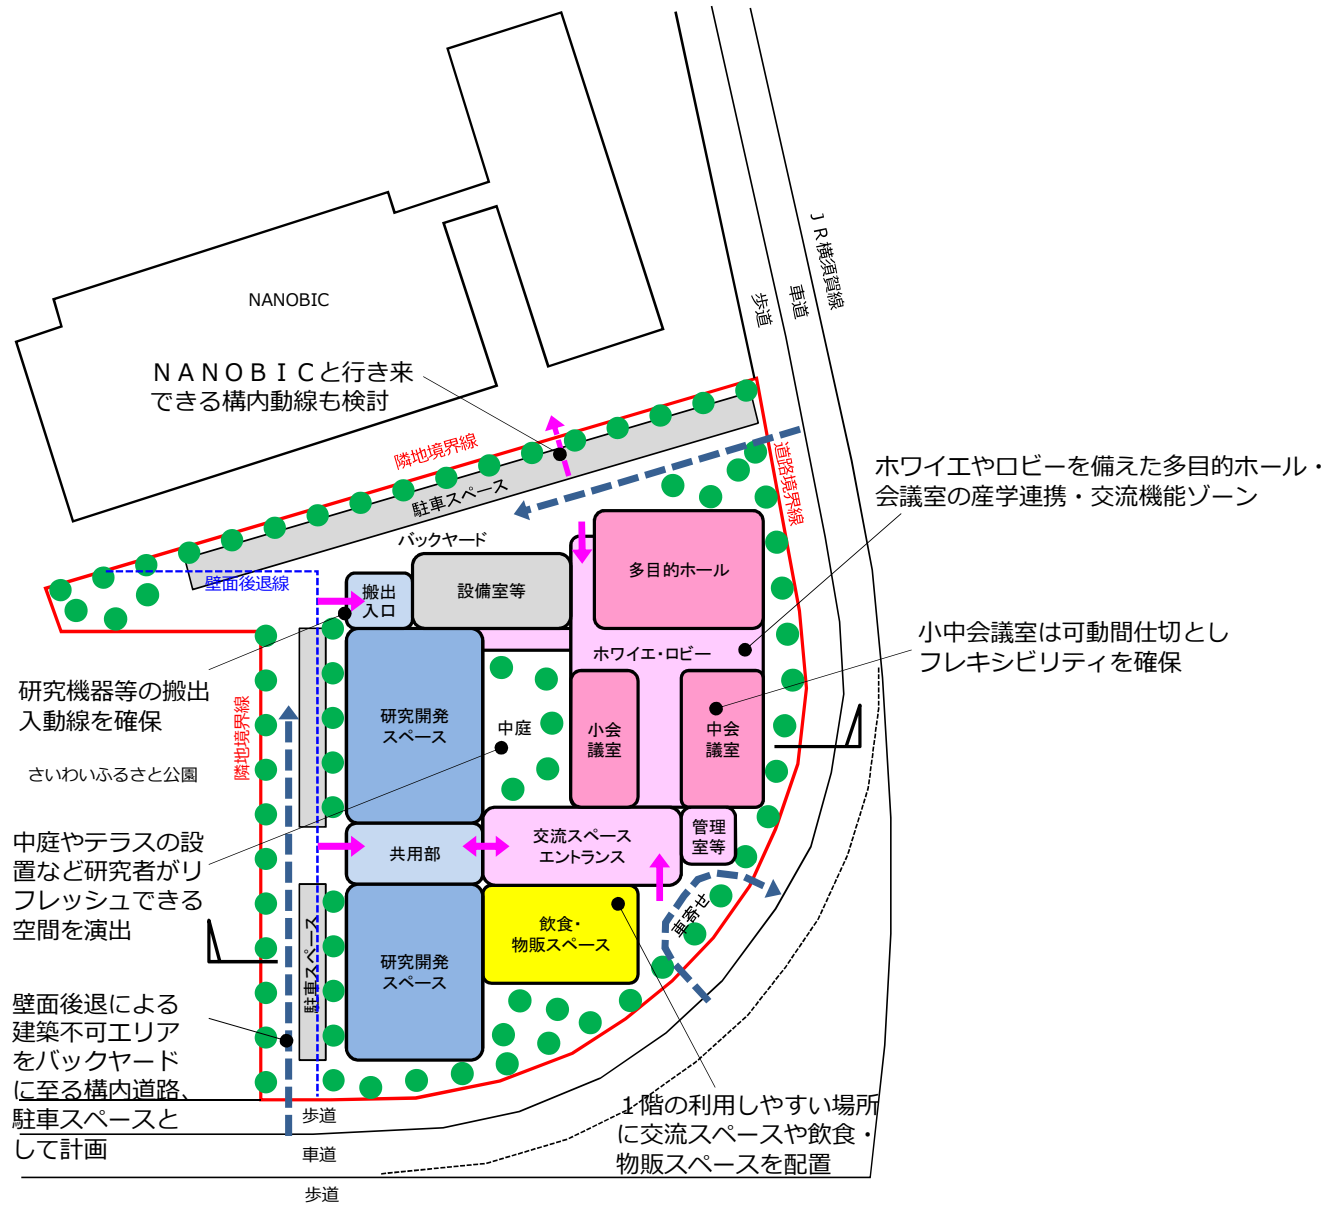 ＪＲ横須賀線
車道
歩道
NANOBIC
ＮＡＮＯＢＩＣと行き来
できる構内動線も検討
隣地境界線
駐車スペース
道路境界線
ホワイエやロビーを備えた多目的ホール・
会議室の産学連携・交流機能ゾーン
バックヤード
壁面後退線
搬出
入口
設備室等
多目的ホール
ホワイエ・ロビー
小中会議室は可動間仕切とし
フレキシビリティを確保
研究機器等の搬出
入動線を確保
隣地境界線
研究開発
スペース
中庭
小会
議室
中会
議室
さいわいふるさと公園
中庭やテラスの設
置など研究者がリ
フレッシュできる
空間を演出
共用部
交流スペース
エントランス
管理
室等
車寄せ
飲食・
物販スペース
研究開発
スペース
駐車スペース
壁面後退による
建築不可エリア
をバックヤード
に至る構内道路、
駐車スペースと
して計画
１階の利用しやすい場所
に交流スペースや飲食・
物販スペースを配置
歩道
車道
歩道